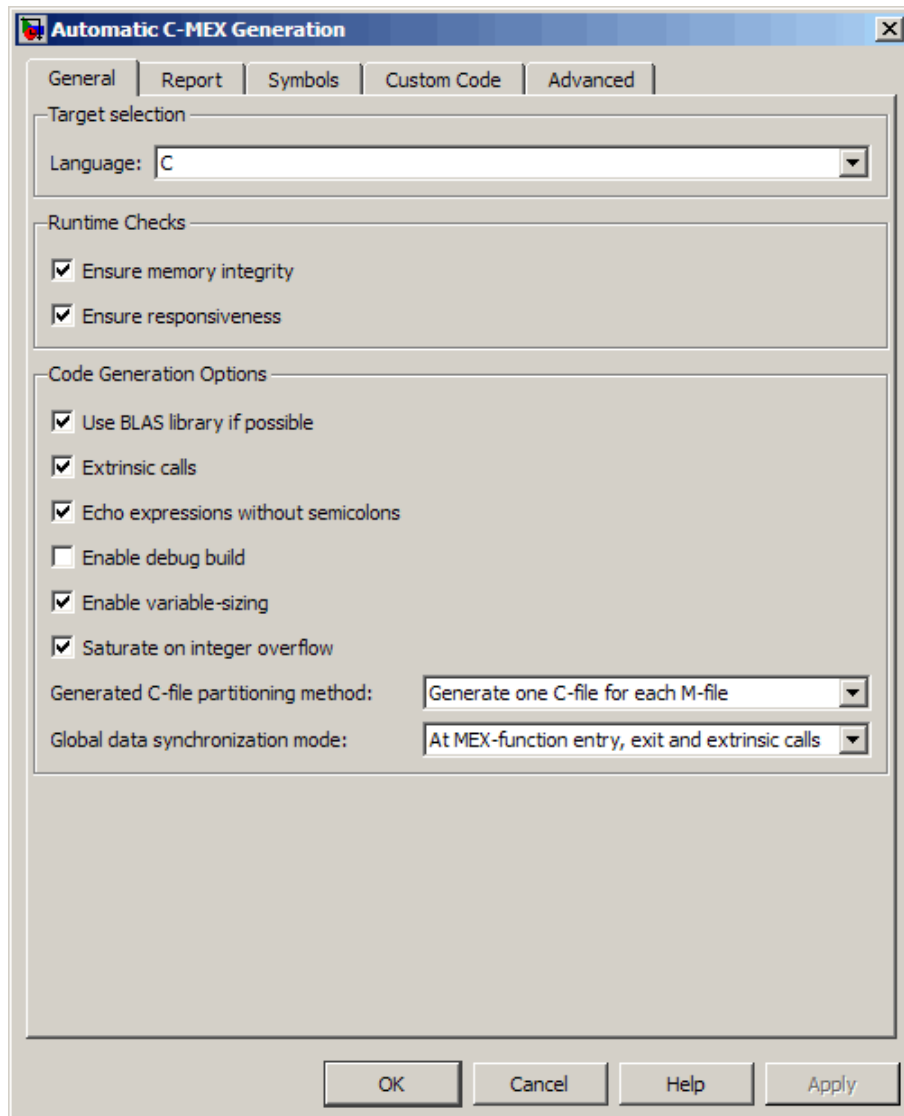 Automatic C-MEX Generation
General Report Symbols Custom Code Advanced
Target selection
Language: C
Runtime Checks
Ensure memory integrity
Ensure responsiveness
Code Generation Options
Use BLAS library if possible
Extrinsic calls
Echo expressions without semicolons
Enable debug build
Enable variable-sizing
Saturate on integer overflow
Generated C-file partitioning method: Generate one C-file for each M-file
Global data synchronization mode: At MEX-function entry, exit and extrinsic calls
OK Cancel Help Apply